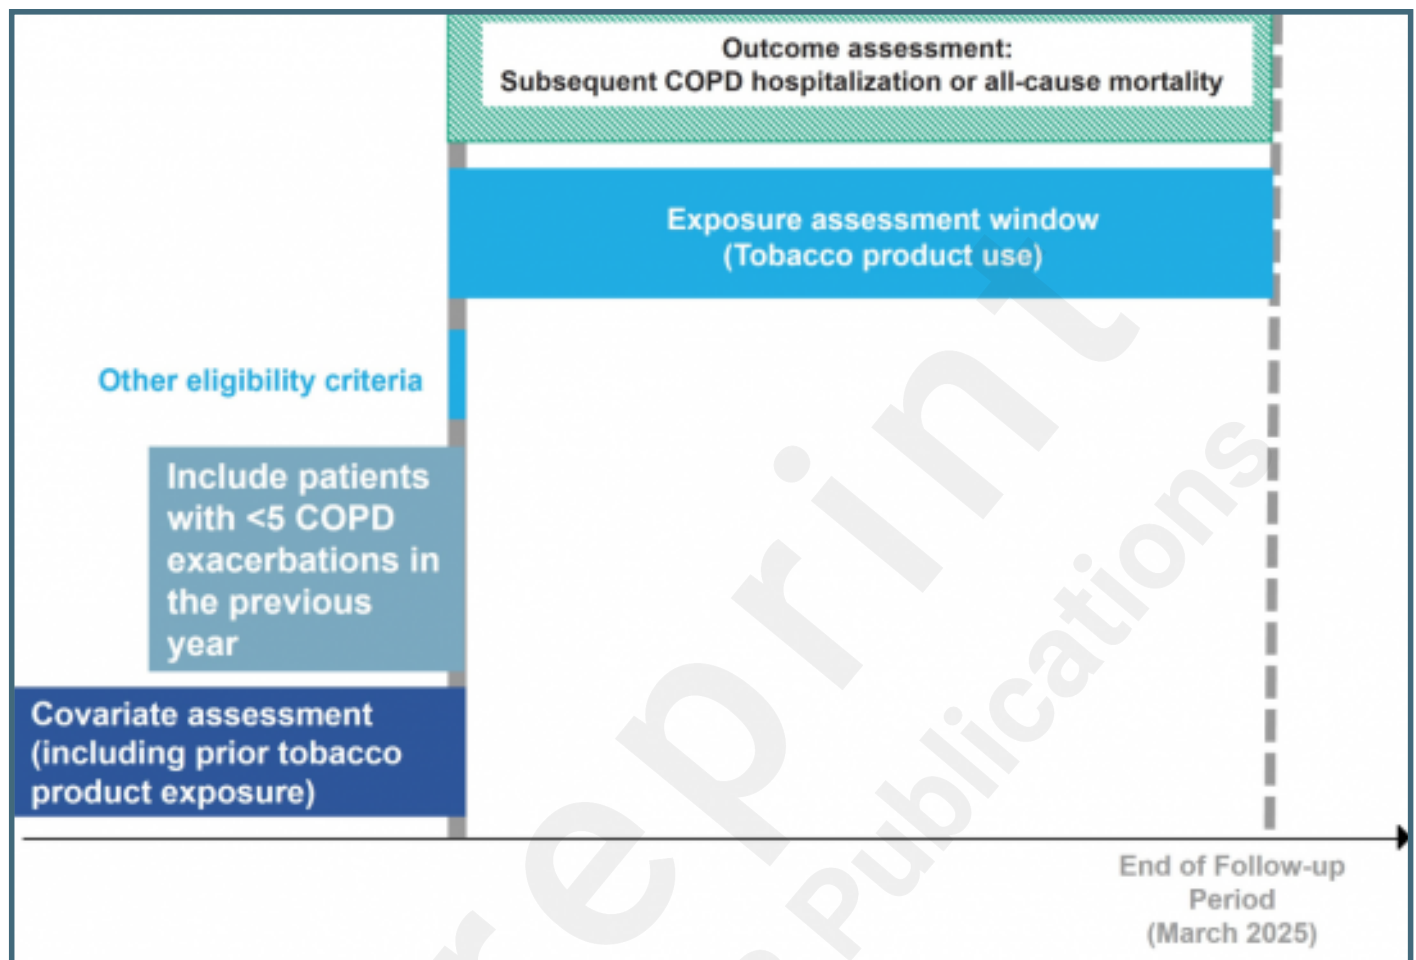 Outcome assessment:
Subsequent COPD hospitalization or all-cause mortality
Exposure assessment window
(Tobacco product use)
Other eligibility criteria
Include patients
with <5 COPD
exacerbations in
the previous
year
Covariate assessment
(including prior tobacco
product exposure)
End of Follow-up
Period
(March 2025)
eprint
Publications